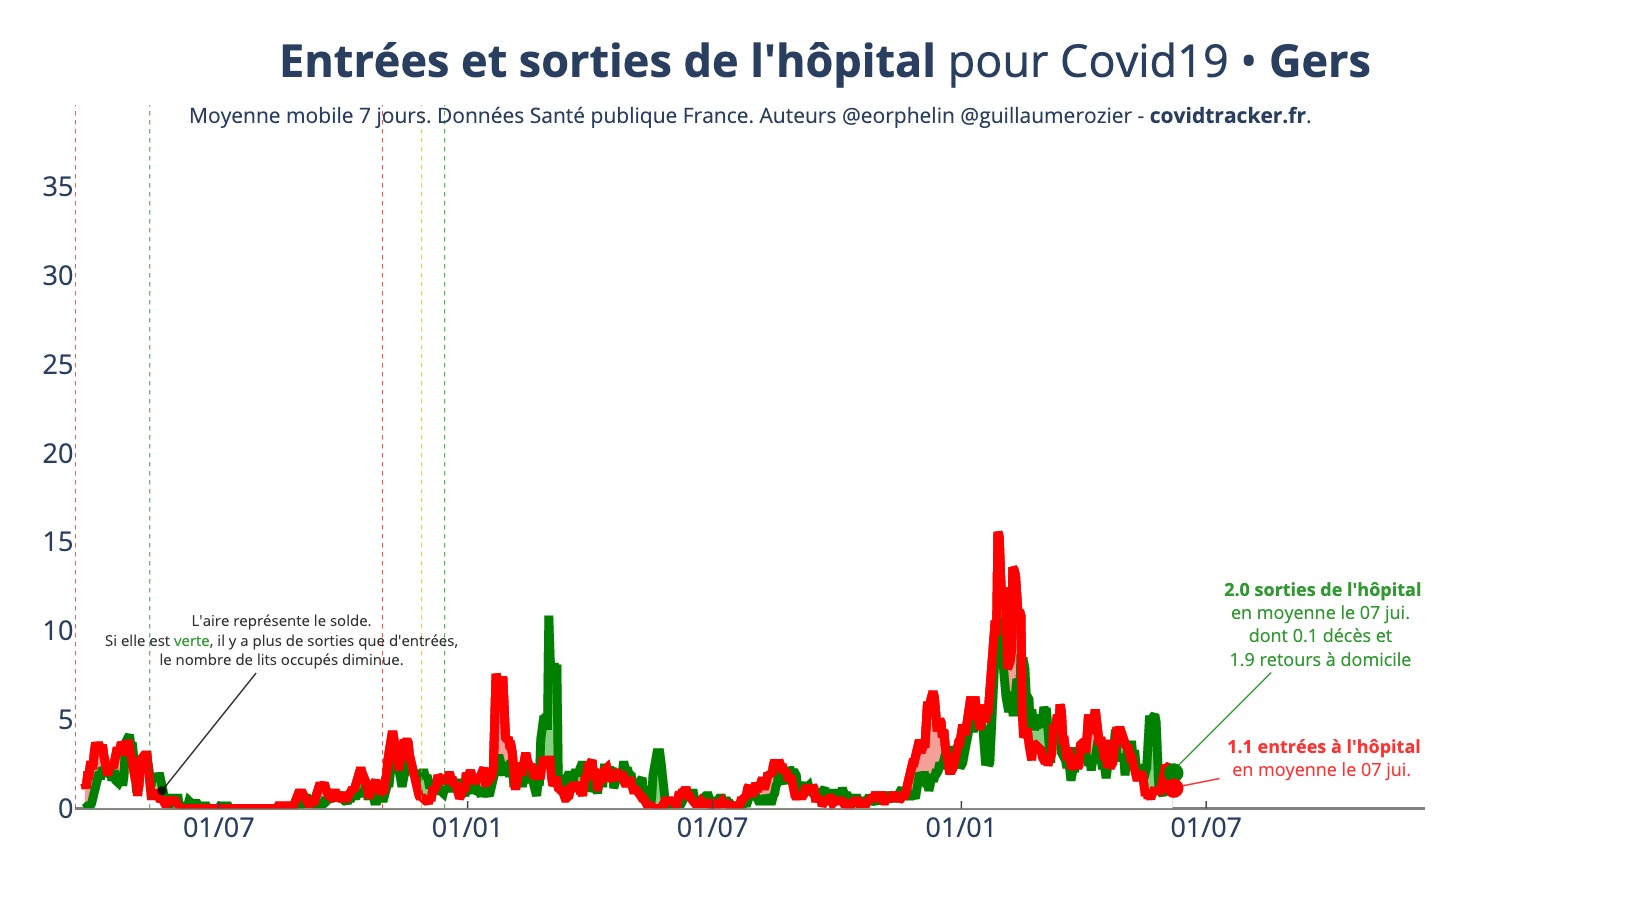 Entrées et sorties de l'hôpital pour Covid19 • Gers
Moyenne mobile 7 jours. Données Santé publique France. Auteurs @eorphelin @guillaumerozier - covidtracker.fr.
35
30
25
20
15
10
5
0
L'aire représente le solde.
Si elle est verte, il y a plus de sorties que d'entrées,
le nombre de lits occupés diminue.
2.0 sorties de l'hôpital
en moyenne le 07 jui.
dont 0.1 décès et
1.9 retours à domicile
1.1 entrées à l'hôpital
en moyenne le 07 jui.
01/07
01/01
01/07
01/01
01/07